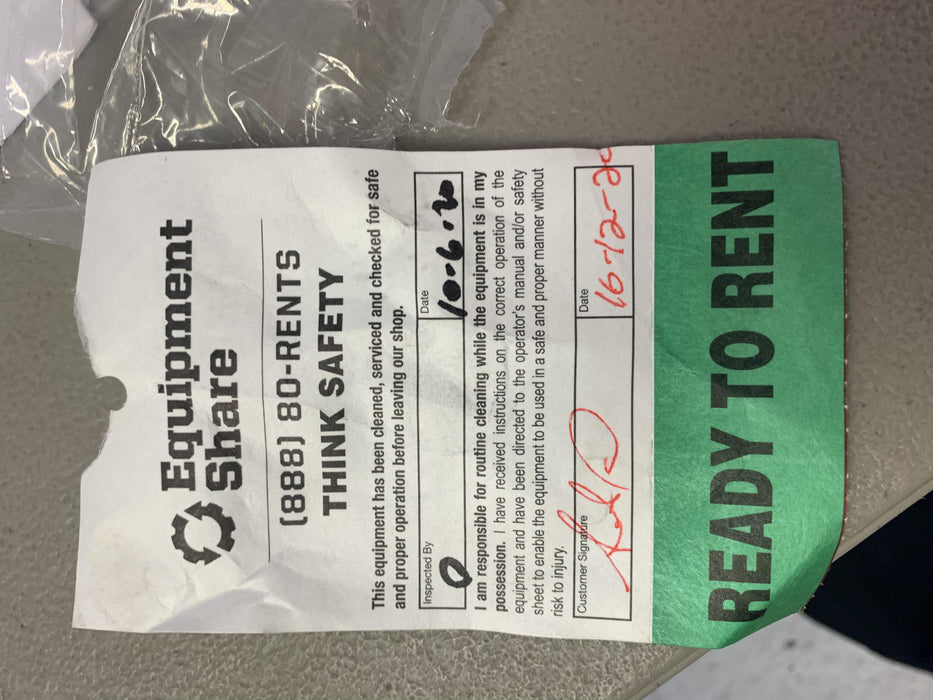 Equipment
Share
(888) 80-RENTS
THINK SAFETY
This equipment has been cleaned, serviced and checked for safe
and proper operation before leaving our shop.
Inspected By
Date
0
10·6·20
I am responsible for routine cleaning while the equipment is in my
possession. I have received instructions on the correct operation of the
equipment and have been directed to the operator's manual and/or safety
sheet to enable the equipment to be used in a safe and proper manner without
risk to injury.
Customer Signature
Date
READY TO RENT